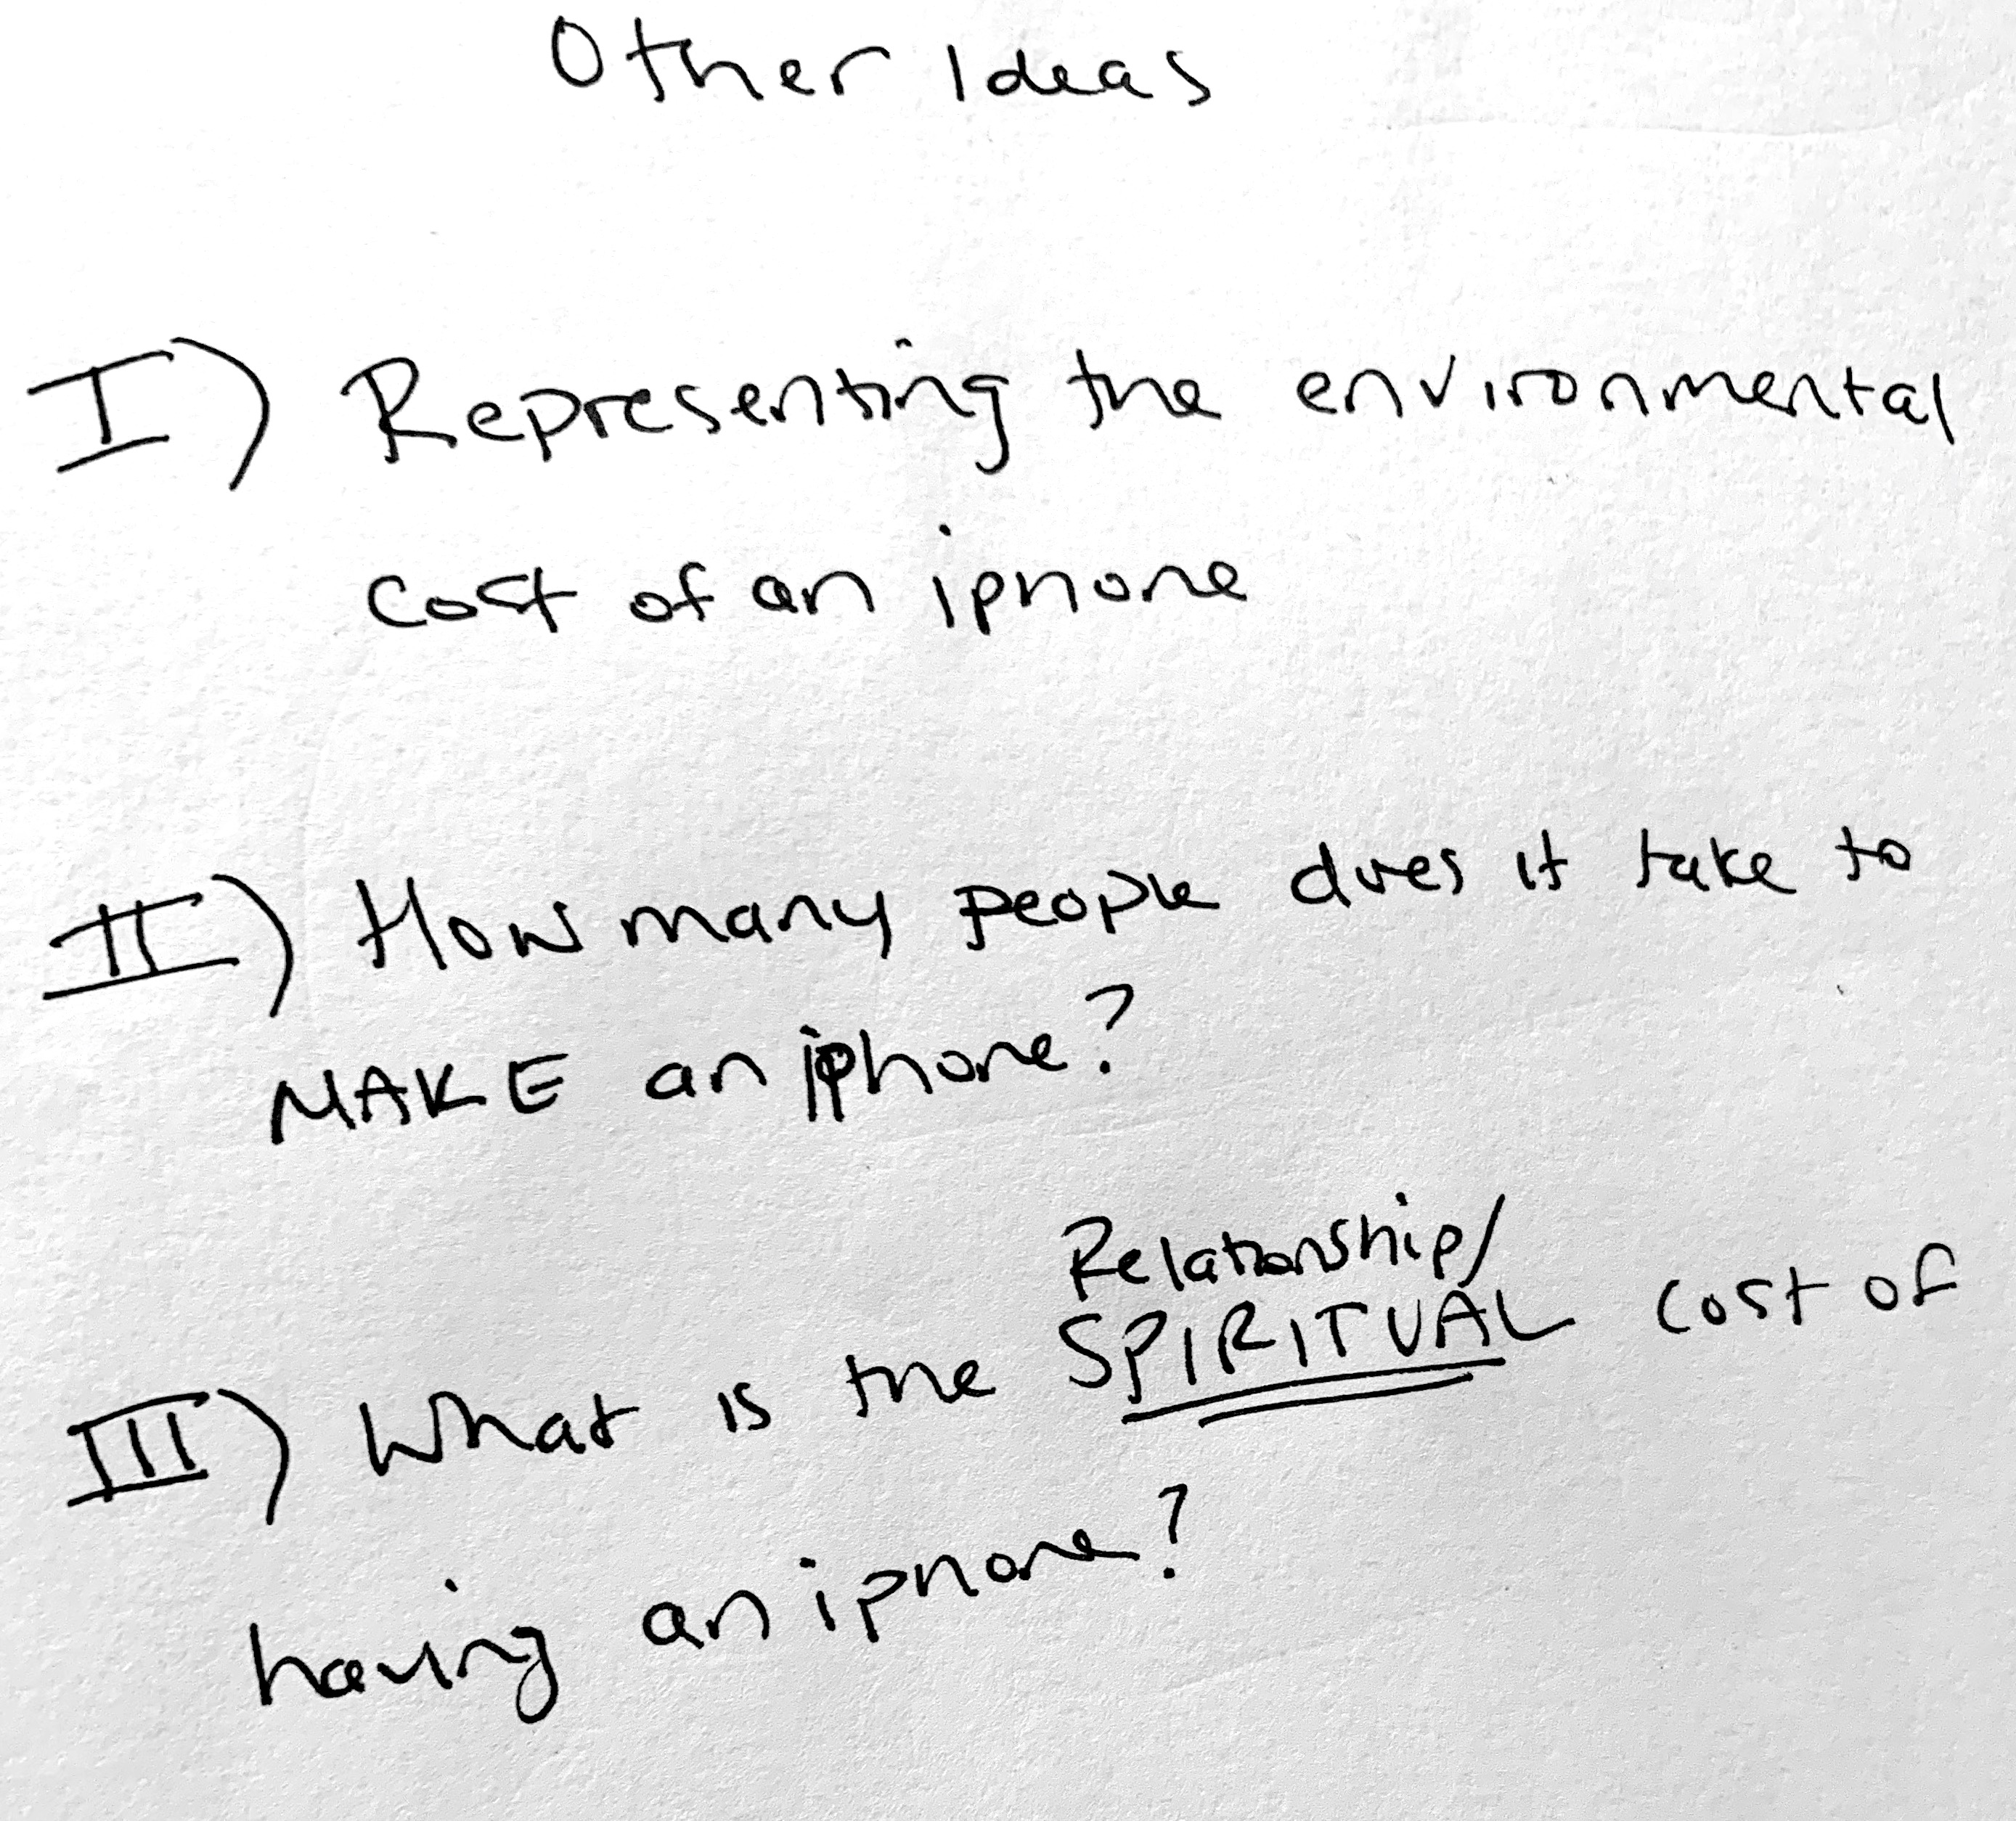 Other Ideas
I) Representing the environmental
cost of an iphone
II) How many people does it take to
MAKE an iphone?
Relationship/
III) What is the SPIRITUAL cost of
having an iphone?